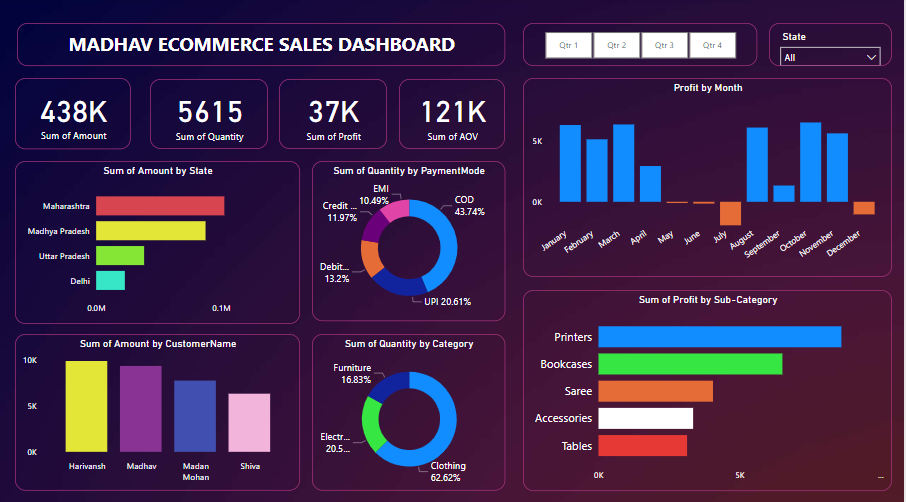 MADHAV ECOMMERCE SALES DASHBOARD
Qtr 1
Qtr 2
Qtr 3
Qtr 4
State
All
438K
Sum of Amount
5615
Sum of Quantity
37K
Sum of Profit
121K
Sum of AOV
Profit by Month
5K
0K
January
February
March
April
May
June
July
August
September
October
November
December
Sum of Amount by State
Maharashtra
Madhya Pradesh
Uttar Pradesh
Delhi
0.0M
0.1M
Sum of Quantity by PaymentMode
EMI
10.49%
COD
43.74%
Credit ...
11.97%
Debit...
13.2%
UPI 20.61%
Sum of Profit by Sub-Category
Printers
Bookcases
Saree
Accessories
Tables
0K
5K
...
Sum of Amount by CustomerName
10K
5K
0K
Harivansh
Madhav
Madan
Mohan
Shiva
Sum of Quantity by Category
Furniture
16.83%
Electr...
20.5...
Clothing
62.62%